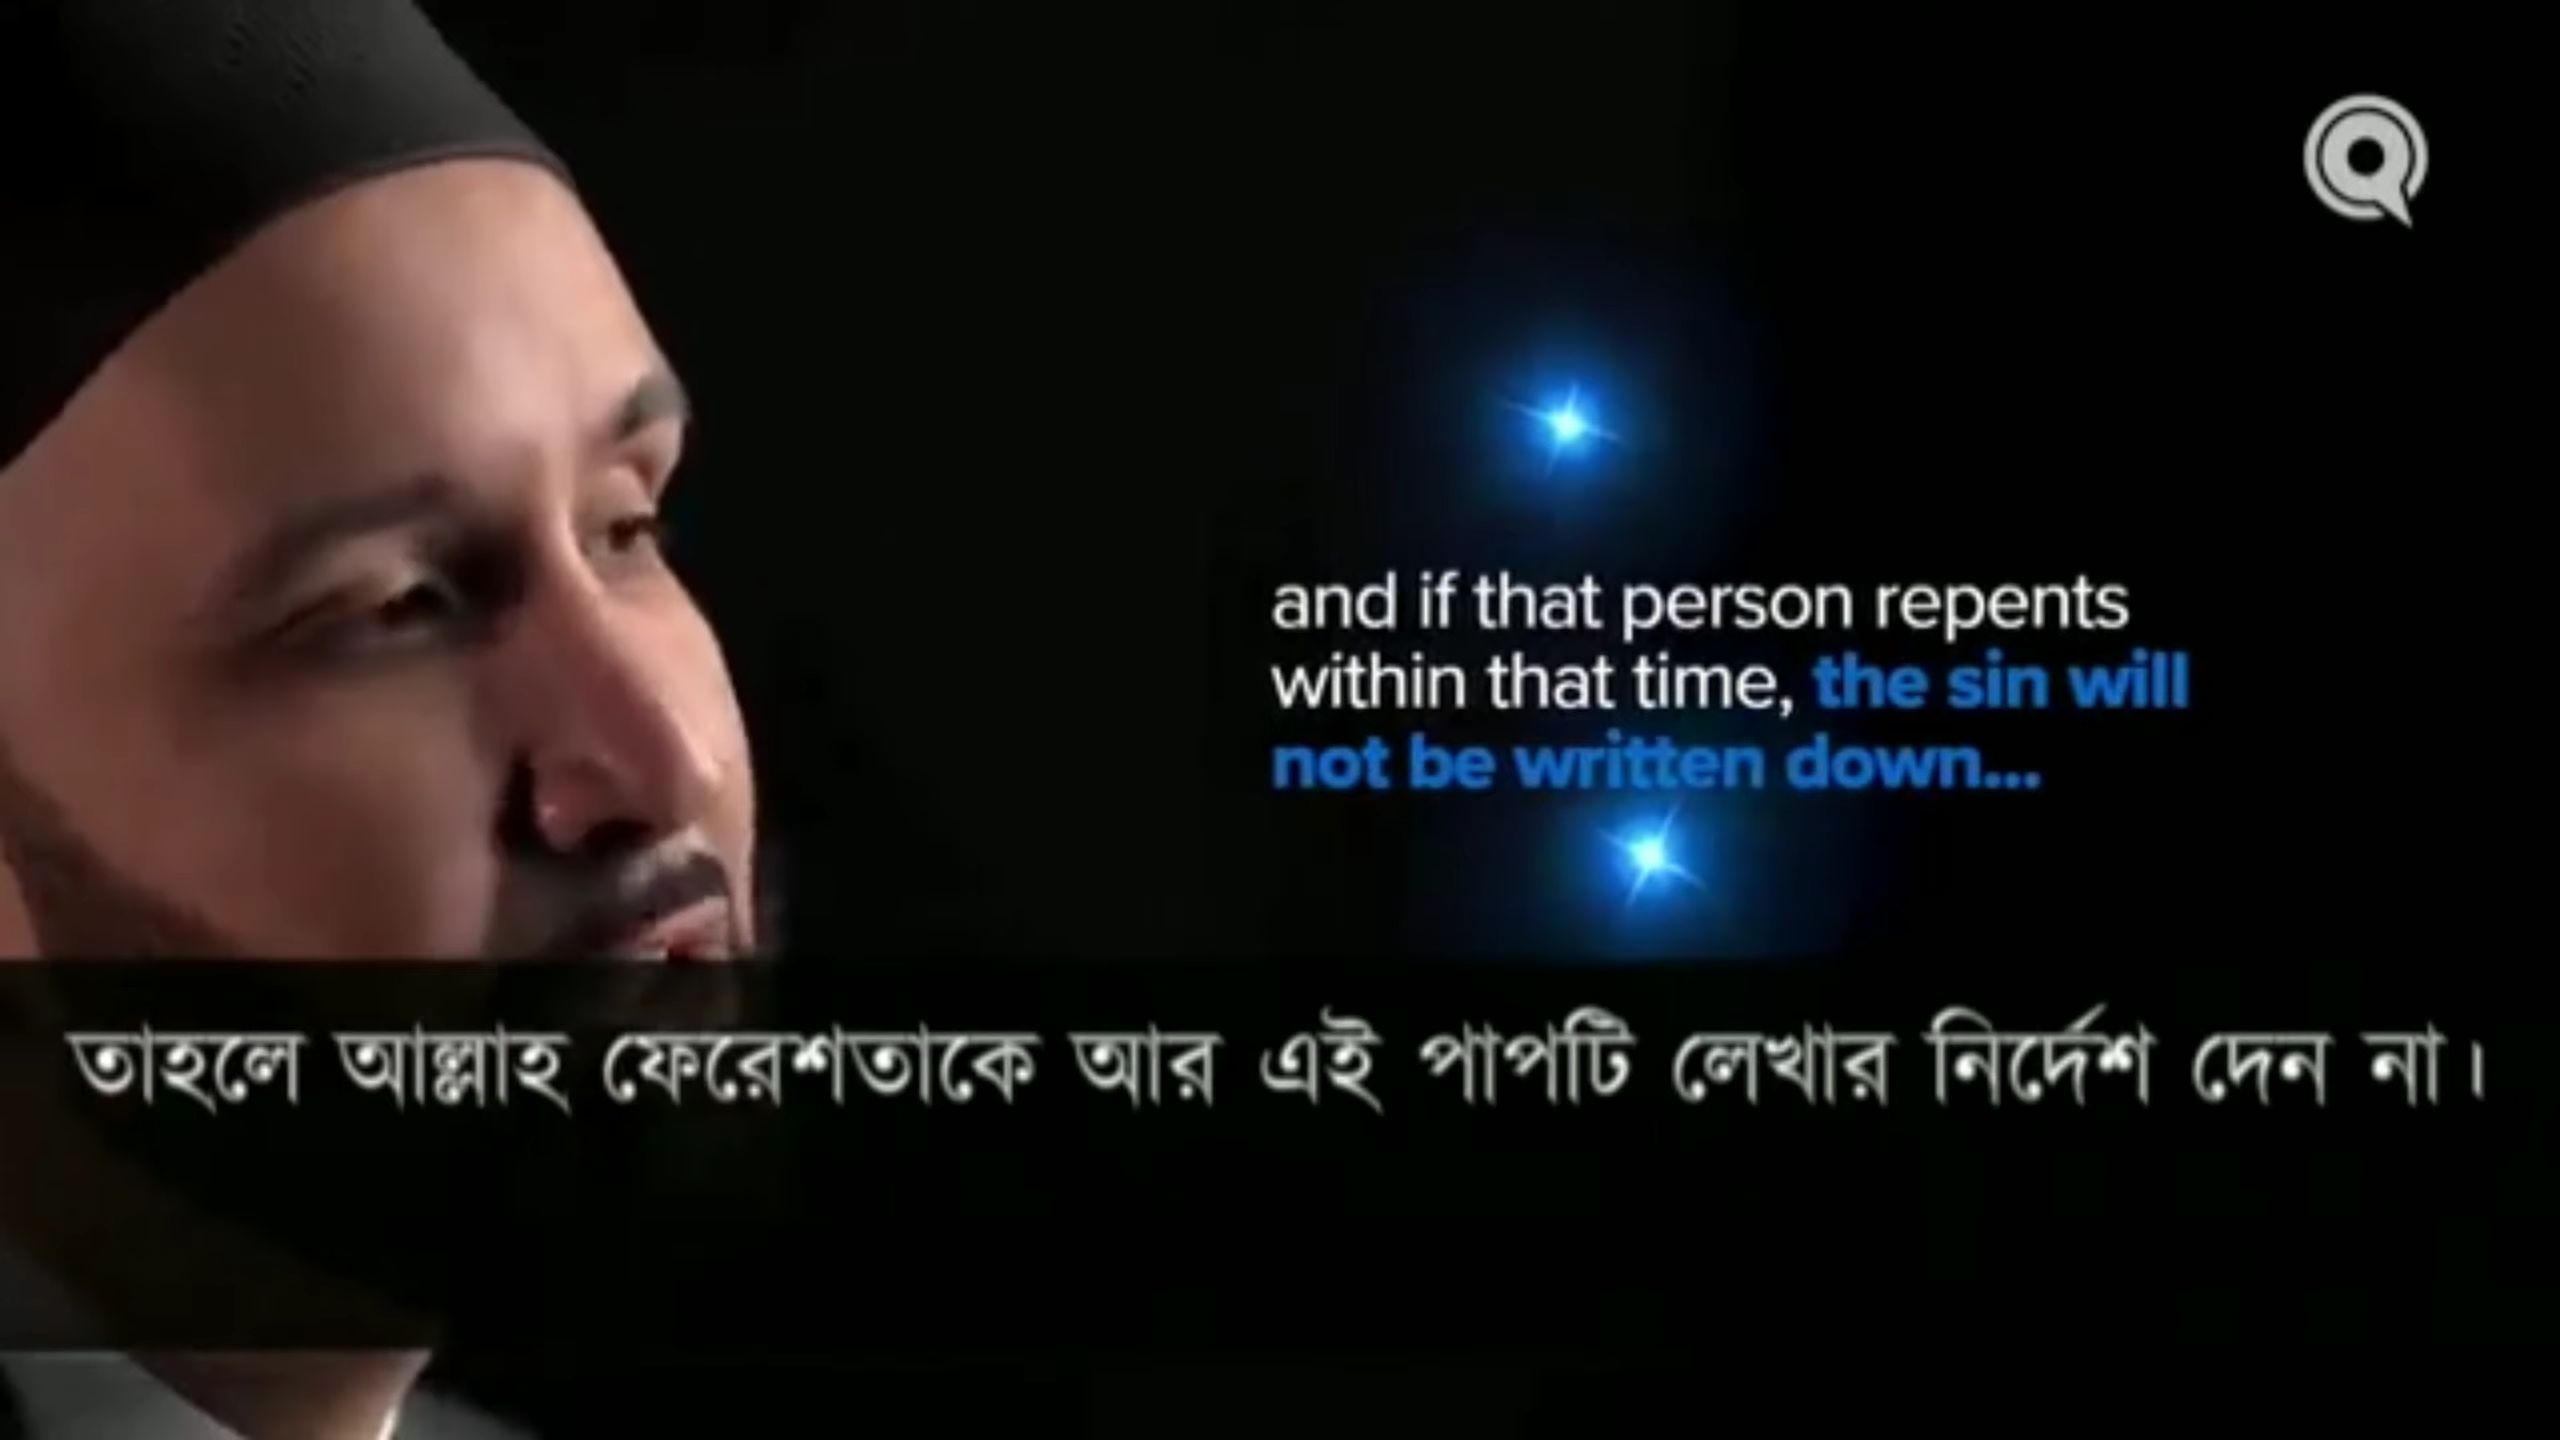 and if that person repents
within that time, the sin will
not be written down...
তাহলে আল্লাহ ফেরেশতাকে আর এই পাপটি লেখার নির্দেশ দেন না।